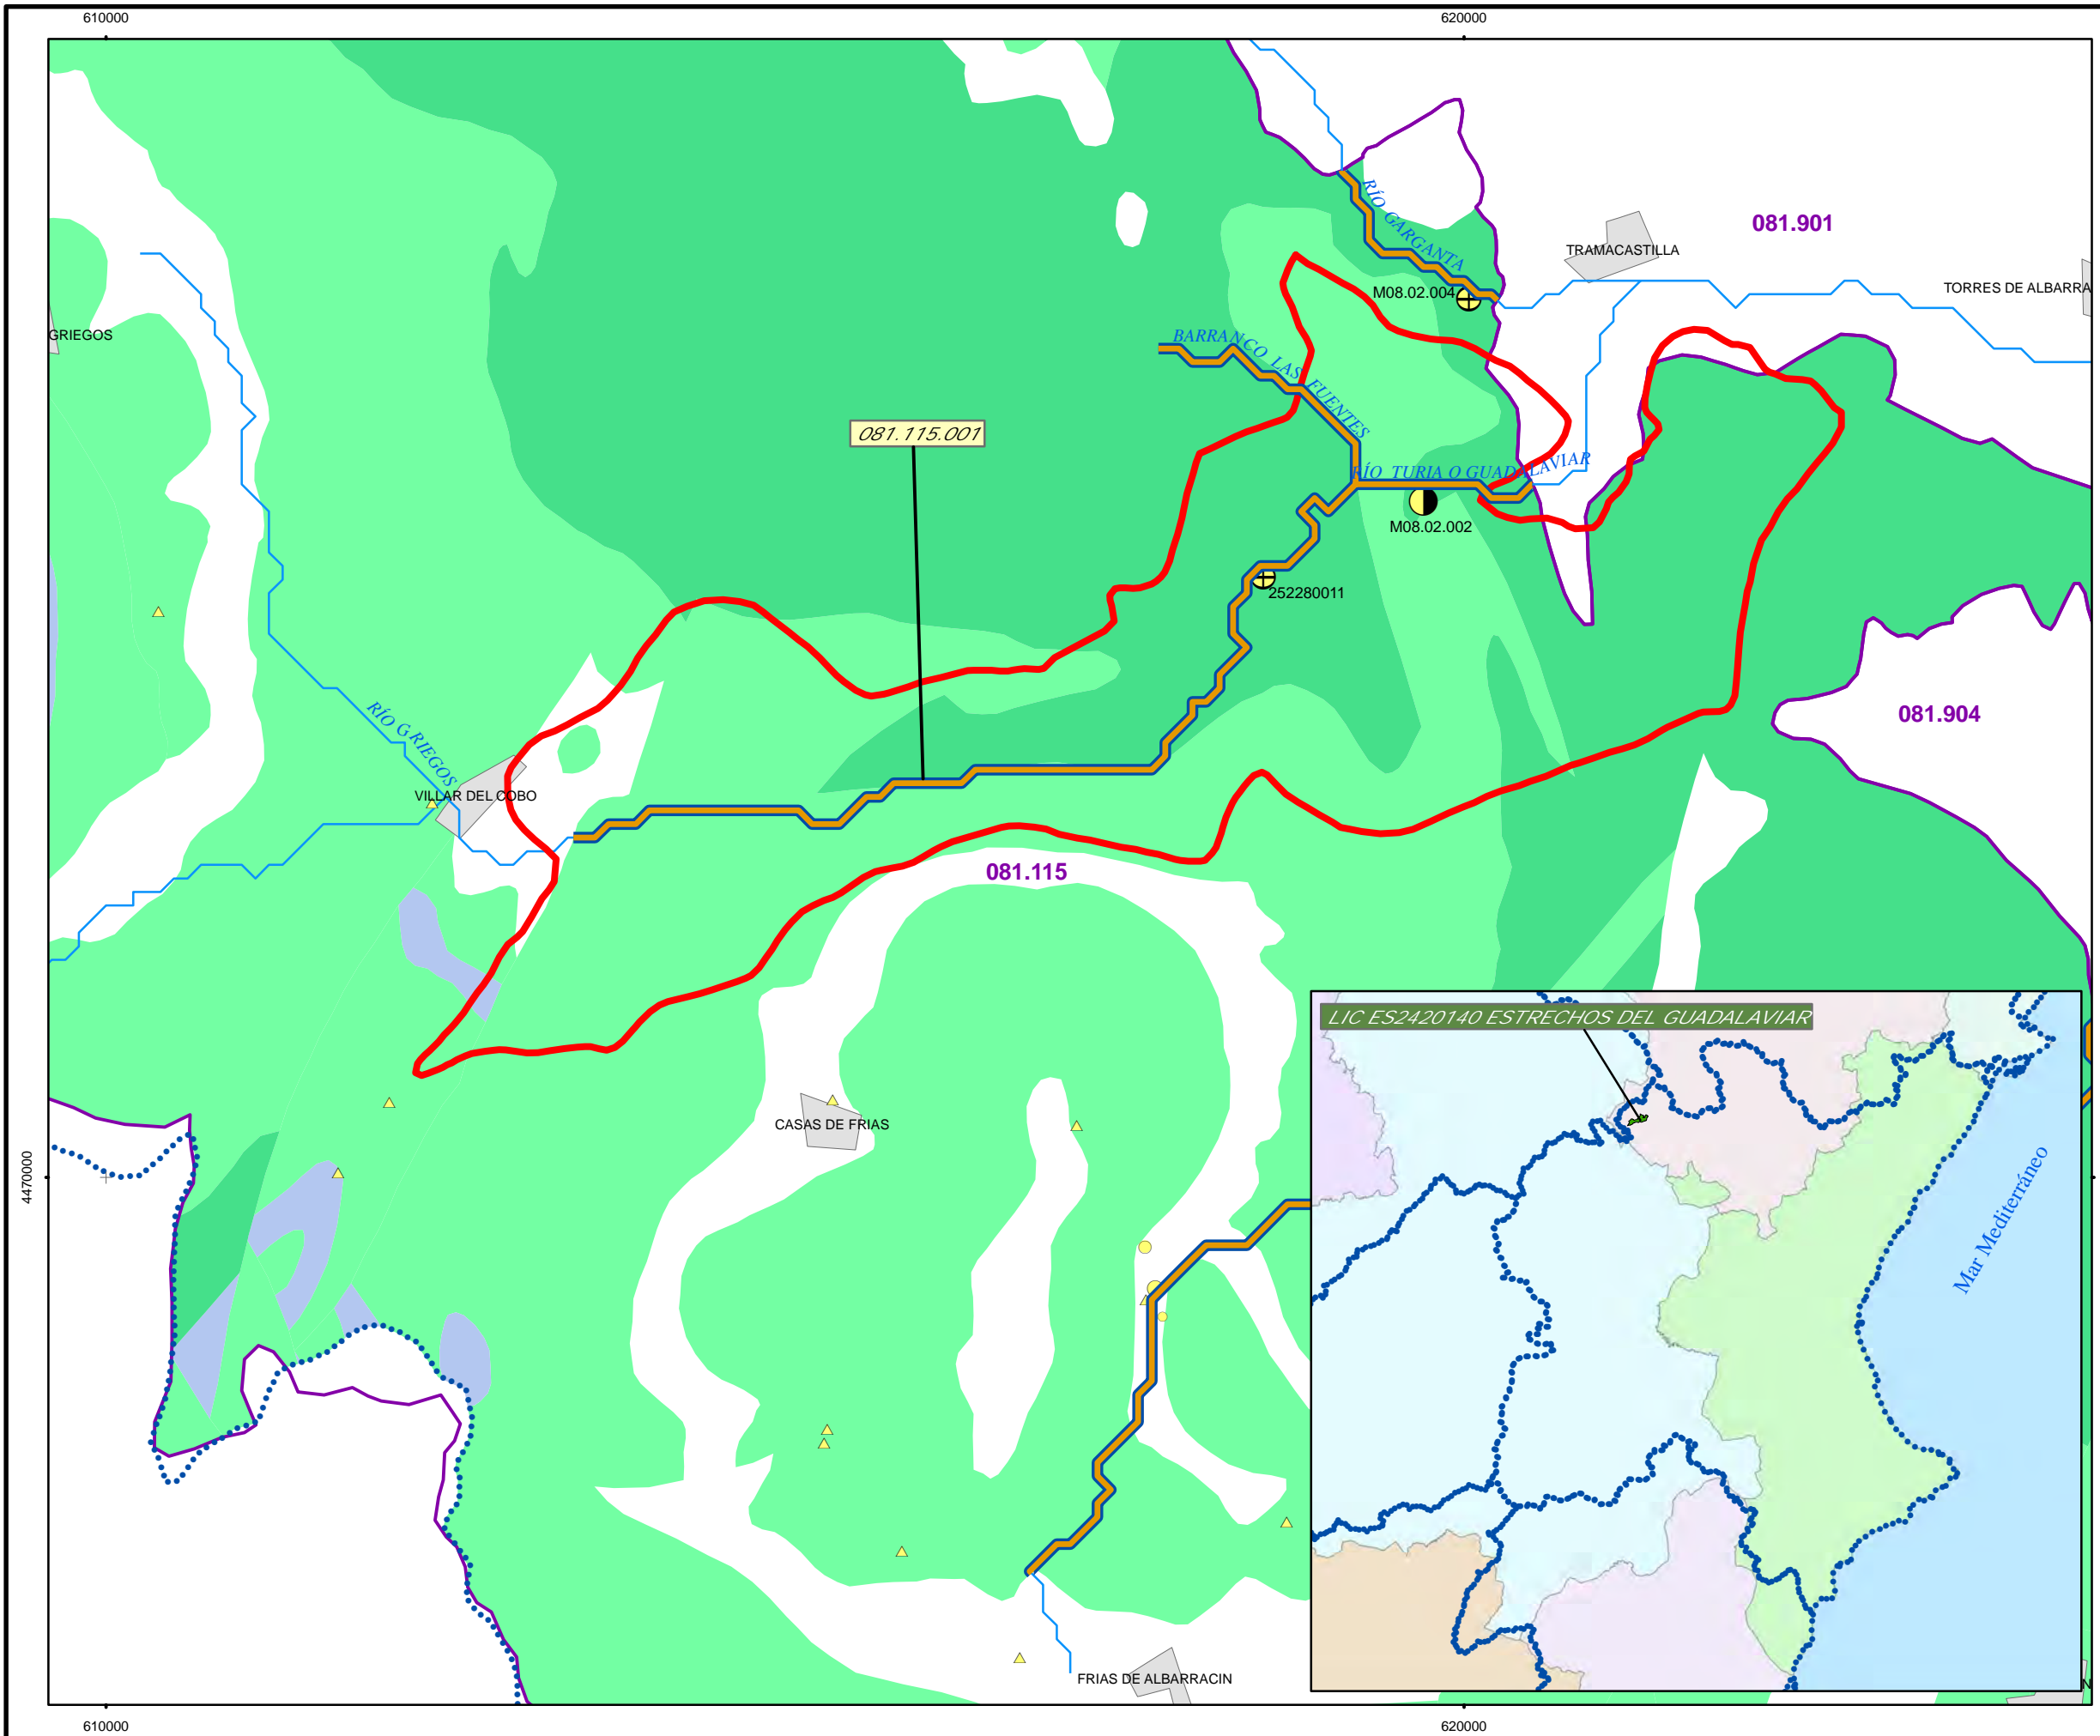 610000
620000
RÍO GARGANTA
TRAMACASTILLA
081.901
M08.02.004
TORRES DE ALBARRA
GRIEGOS
BARRANCO LAS FUENTES
081.115.001
RÍO TURIA O GUADALAVIAR
M08.02.002
252280011
RÍO GRIEGOS
081.904
VILLAR DEL COBO
081.115
LIC ES2420140 ESTRECHOS DEL GUADALAVIAR
CASAS DE FRIAS
4470000
Mar Mediterráneo
FRIAS DE ALBARRACIN
N
610000
620000